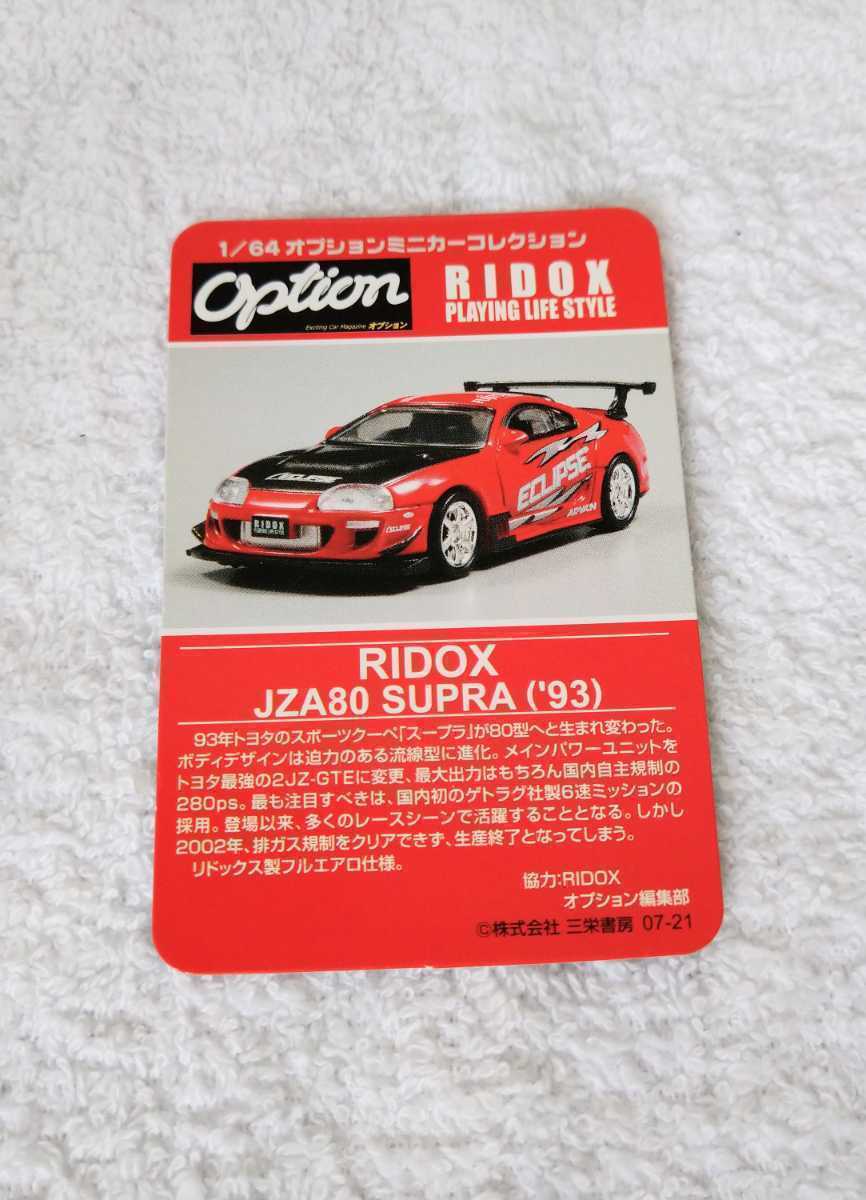 1/64 オプションミニカーコレクション
option
Exciting Car Magazine オプション
RIDOX
PLAYING LIFE STYLE
ECLIPSE
ECLIPSE
ADVAN
RIDOX
PLAYING LIFE STYLE
ECLIPSE
RIDOX
JZA80 SUPRA ('93)
93年トヨタのスポーツクーペ「スープラ」が80型へと生まれ変わった。
ボディデザインは迫力のある流線型に進化。メインパワーユニットを
トヨタ最強の2JZ-GTEに変更、最大出力はもちろん国内自主規制の
280ps。最も注目すべきは、国内初のゲトラグ社製6速ミッションの
採用。登場以来、多くのレースシーンで活躍することとなる。しかし
2002年、排ガス規制をクリアできず、生産終了となってしまう。
リドックス製フルエアロ仕様。
協力:RIDOX
オプション編集部
©株式会社 三栄書房 07-21